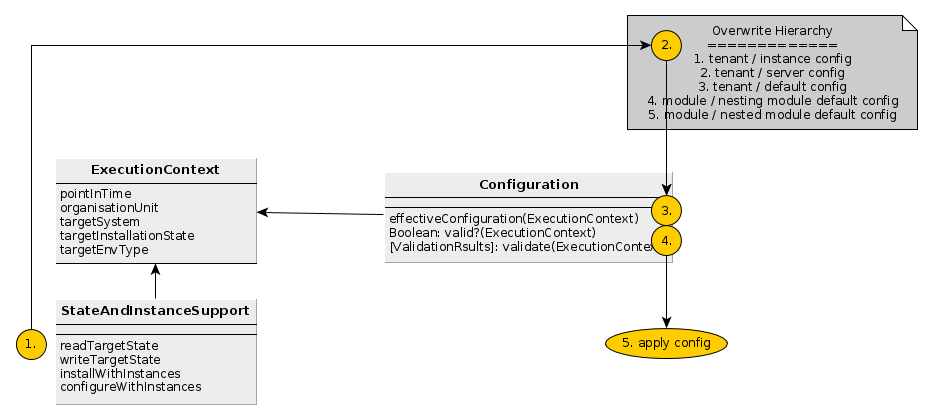 2.
Overwrite Hierarchy
=============
1. tenant / instance config
2. tenant / server config
3. tenant / default config
4. module / nesting module default config
5. module / nested module default config
ExecutionContext
pointInTime
organisationUnit
targetSystem
targetInstallationState
targetEnvType
Configuration
effectiveConfiguration(ExecutionContext)
Boolean: valid?(ExecutionContext)
[ValidationRsults]: validate(ExecutionConte
3.
4.
StateAndInstanceSupport
readTargetState
writeTargetState
installWithInstances
configureWithInstances
1.
5. apply config